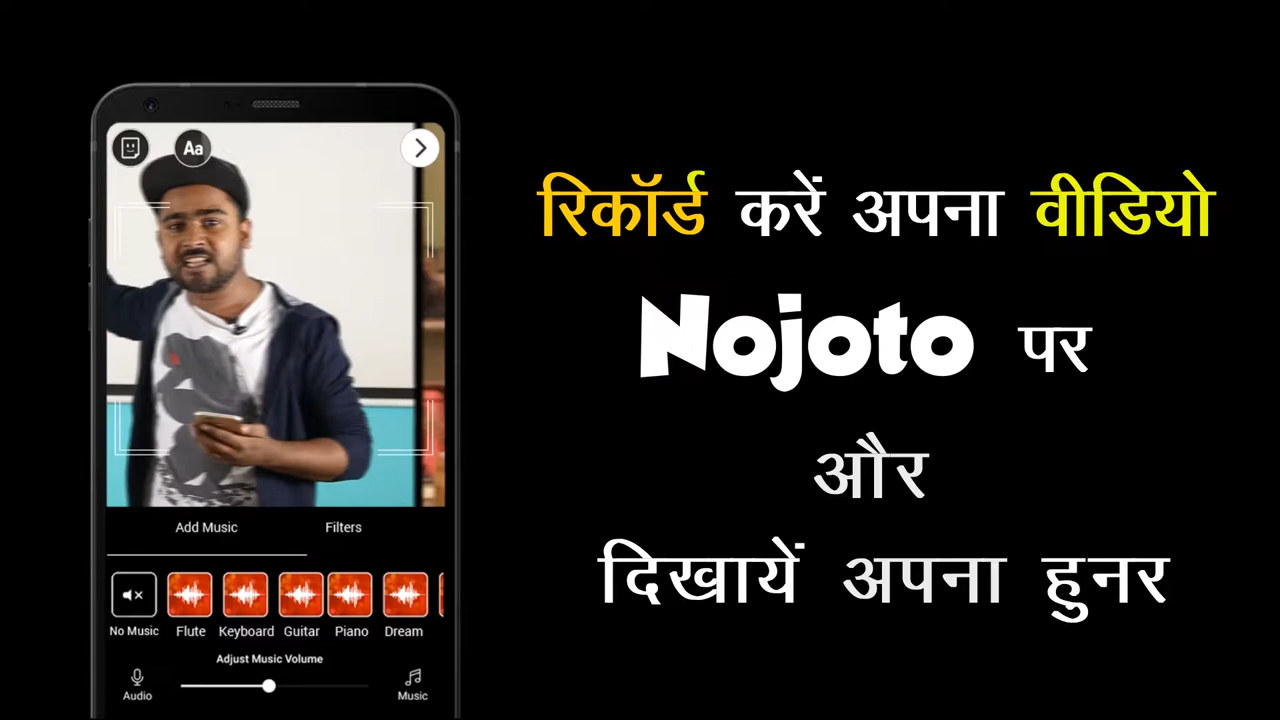 Aa
रिकॉर्ड करें अपना वीडियो
Nojoto पर
और
दिखायें अपना हुनर
Add Music Filters
No Music Flute Keyboard Guitar Piano Dream
Adjust Music Volume
Audio Music